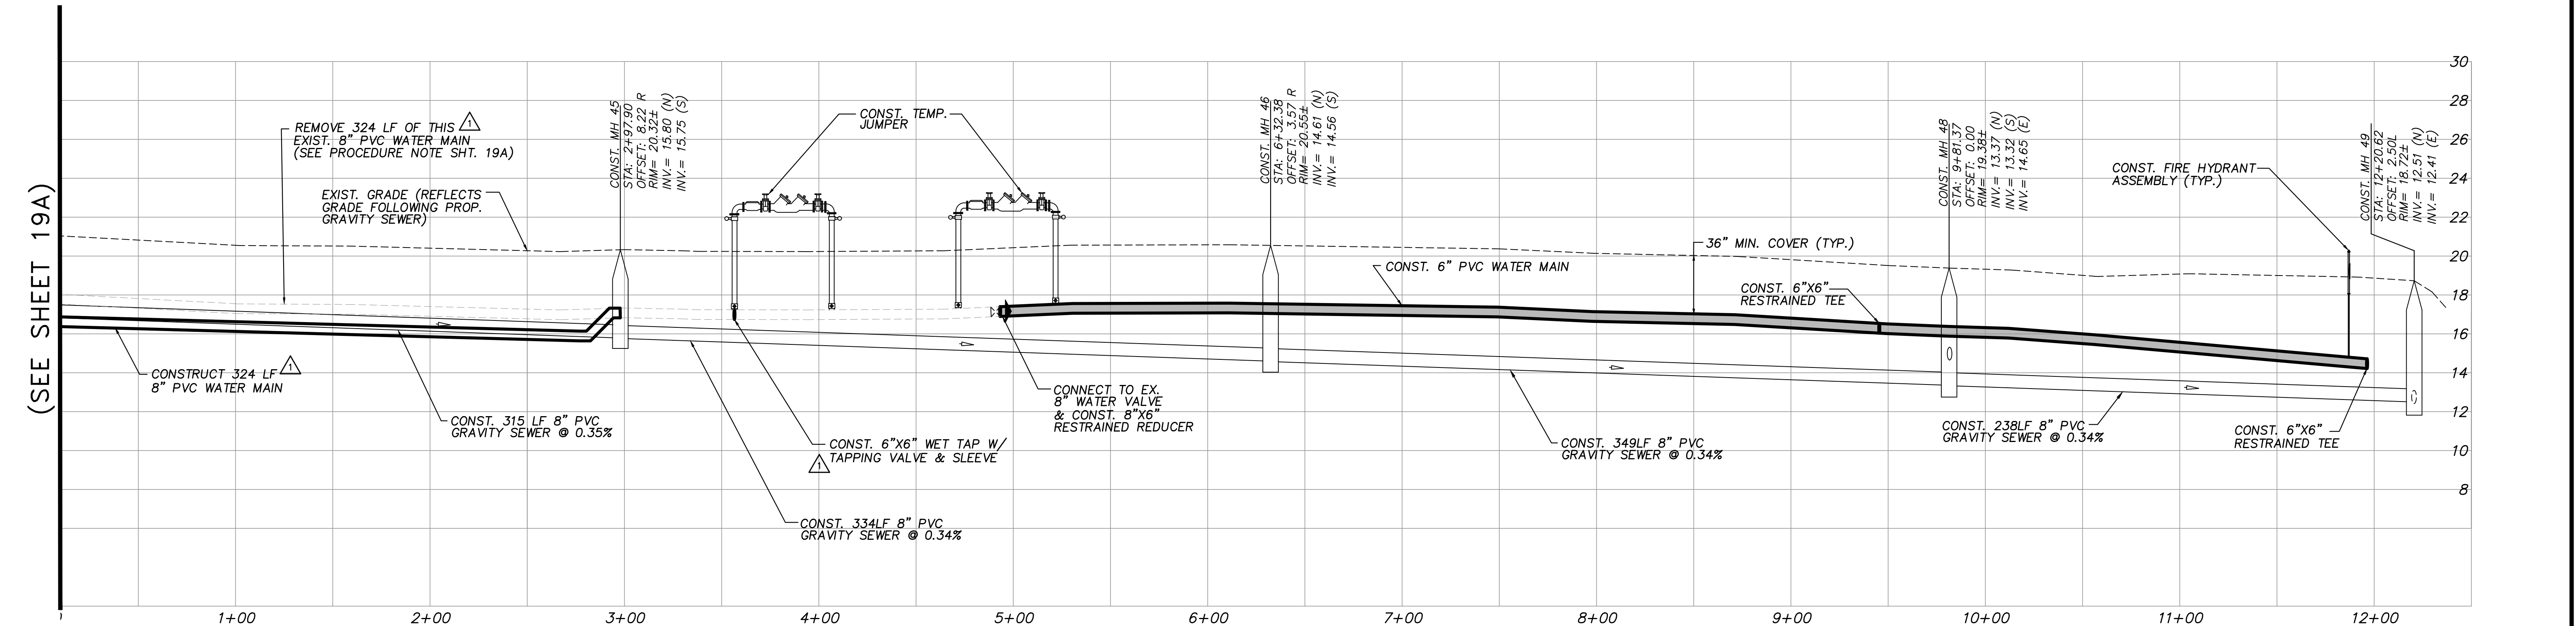 (SEE SHEET 19A)
REMOVE 324 LF OF THIS
EXIST. 8" PVC WATER MAIN
(SEE PROCEDURE NOTE SHT. 19A)
1
EXIST. GRADE (REFLECTS
GRADE FOLLOWING PROP.
GRAVITY SEWER)
CONST. MH 45
STA: 2+97.90
OFFSET: 8.22 R
RIM= 20.32±
INV.= 15.80 (N)
INV.= 15.75 (S)
CONST. TEMP.
JUMPER
CONST. MH 46
STA: 6+32.38
OFFSET: 3.57 R
RIM= 20.55±
INV.= 14.61 (N)
INV.= 14.56 (S)
36" MIN. COVER (TYP.)
CONST. 6" PVC WATER MAIN
CONST. 6"X6"
RESTRAINED TEE
CONST. MH 48
STA: 9+81.37
OFFSET: 0.00
RIM= 19.38±
INV.= 13.37 (N)
INV.= 13.32 (S)
INV.= 14.65 (E)
CONST. FIRE HYDRANT
ASSEMBLY (TYP.)
CONST. MH 49
STA: 12+20.62
OFFSET: 2.50L
RIM= 18.72±
INV.= 12.51 (N)
INV.= 12.41 (E)
30
28
26
24
22
20
18
16
14
12
10
8
CONSTRUCT 324 LF
8" PVC WATER MAIN
1
CONST. 315 LF 8" PVC
GRAVITY SEWER @ 0.35%
CONST. 6"X6" WET TAP W/
TAPPING VALVE & SLEEVE
1
CONNECT TO EX.
8" WATER VALVE
& CONST. 8"X6"
RESTRAINED REDUCER
CONST. 334LF 8" PVC
GRAVITY SEWER @ 0.34%
CONST. 349LF 8" PVC
GRAVITY SEWER @ 0.34%
CONST. 238LF 8" PVC
GRAVITY SEWER @ 0.34%
CONST. 6"X6"
RESTRAINED TEE
1+00
2+00
3+00
4+00
5+00
6+00
7+00
8+00
9+00
10+00
11+00
12+00